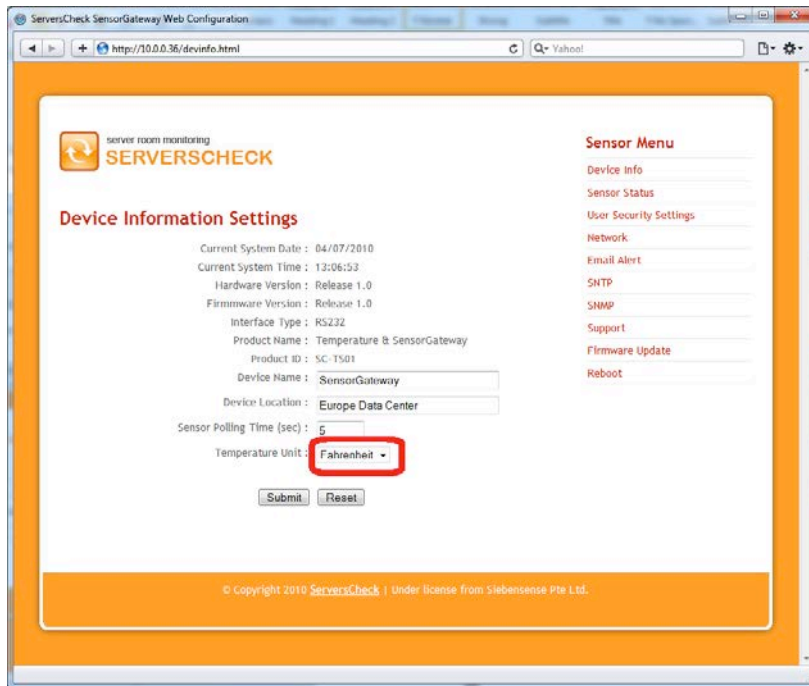 ServersCheck SensorGateway Web Configuration
http://10.0.0.36/devinfo.html
Yahoo!
server room monitoring
SERVERSCHECK
Device Information Settings
Current System Date : 04/07/2010
Current System Time : 13:06:53
Hardware Version : Release 1.0
Firmmware Version : Release 1.0
Interface Type : RS232
Product Name : Temperature & SensorGateway
Product ID : SC-TS01
Device Name : SensorGateway
Device Location : Europe Data Center
Sensor Polling Time (sec) : 5
Temperature Unit : Fahrenheit
Submit Reset
Sensor Menu
Device Info
Sensor Status
User Security Settings
Network
Email Alert
SNTP
SNMP
Support
Firmware Update
Reboot
© Copyright 2010 ServersCheck | Under license from Siebensense Pte Ltd.